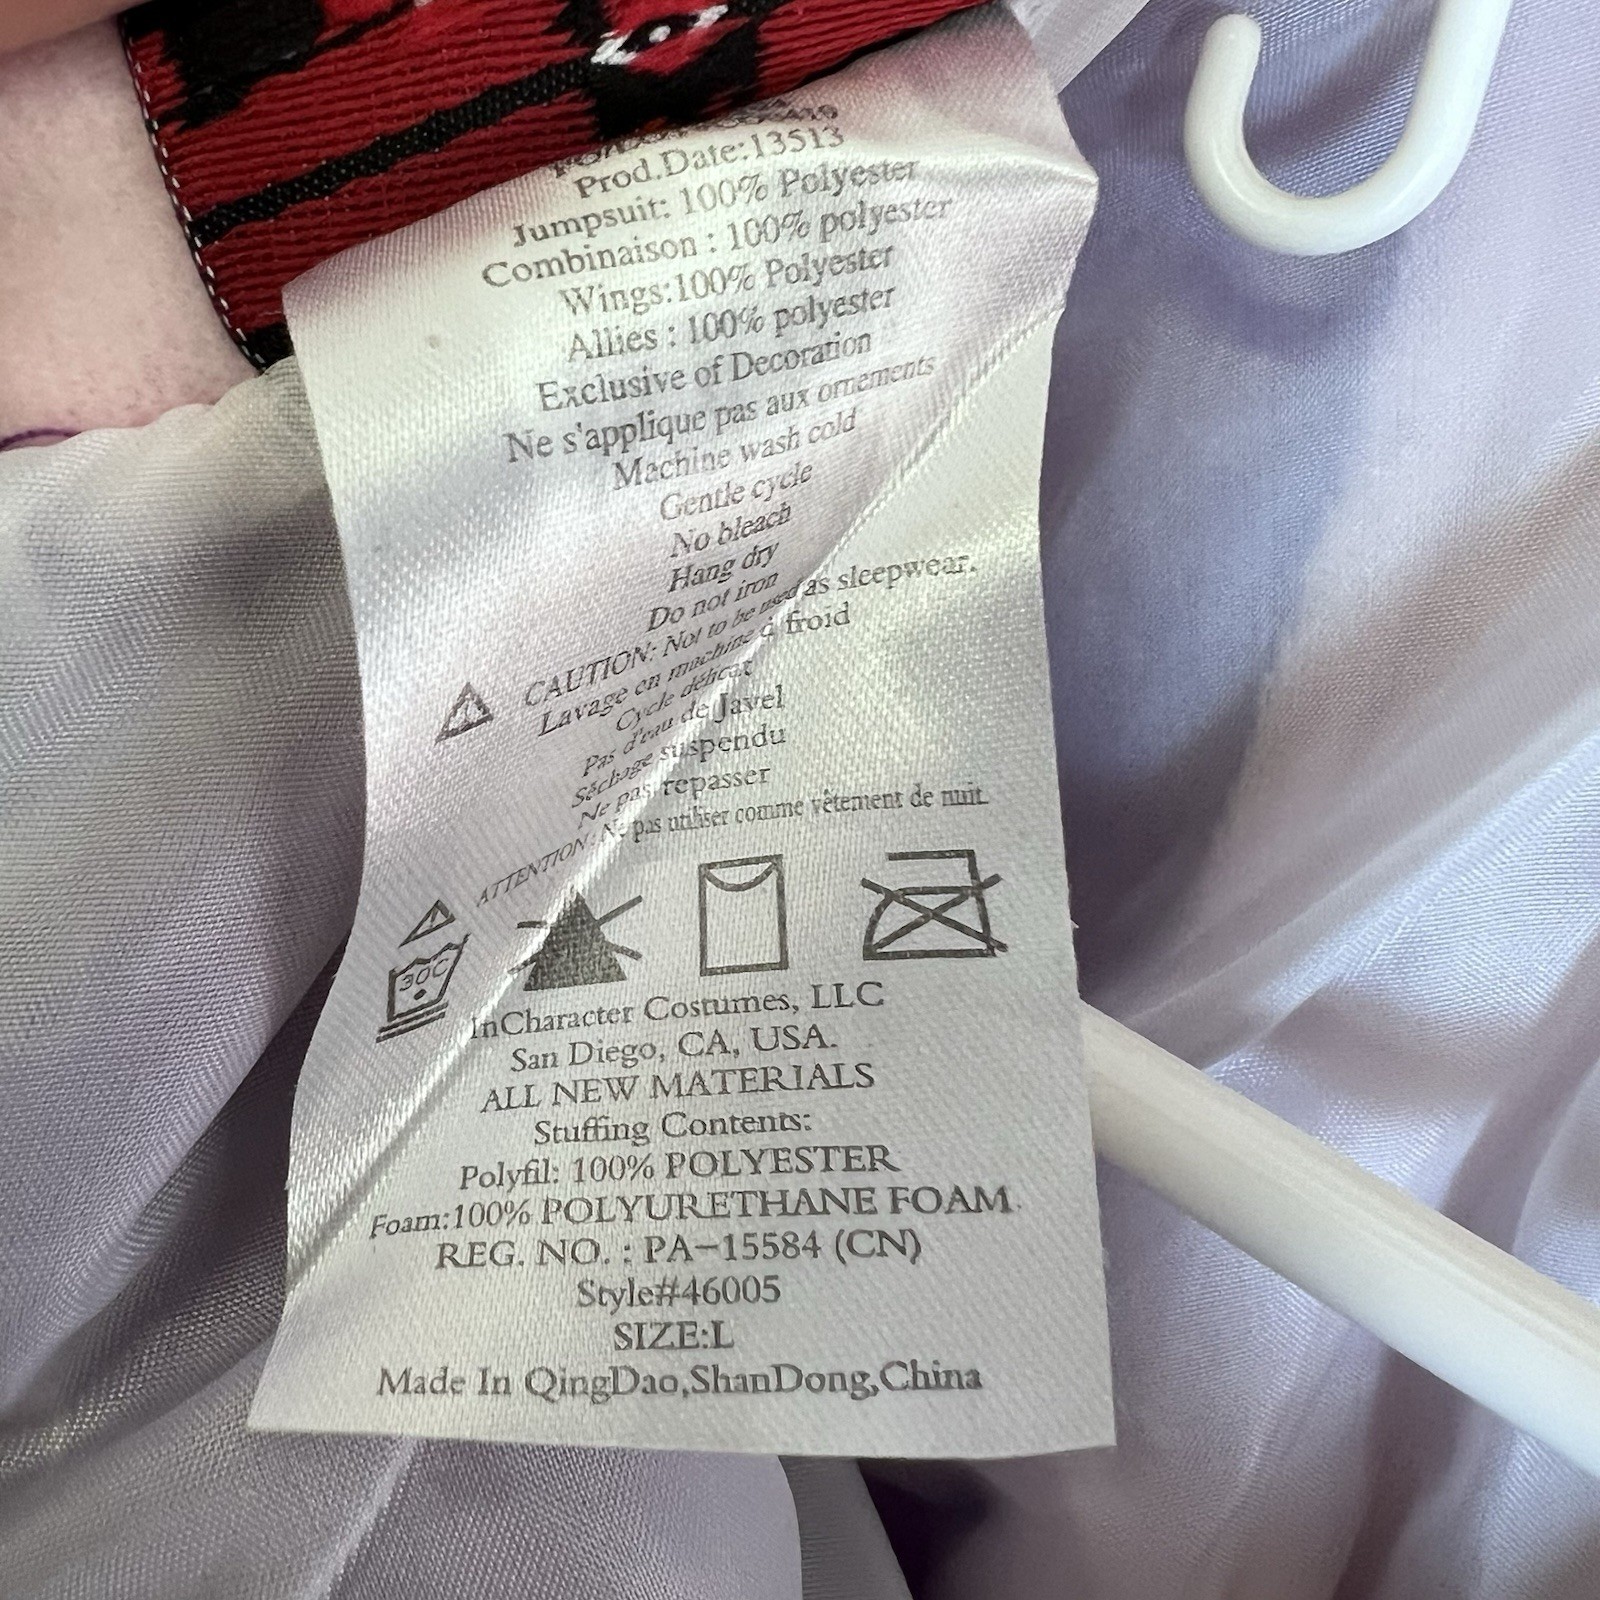 Prod.Date:13513
Jumpsuit: 100% Polyester
Combinaison : 100% polyester
Wings:100% Polyester
Allies : 100% polyester
Exclusive of Decoration
Ne s'applique pas aux ornements
Machine wash cold
Gentle cycle
No bleach
Hang dry
Do not iron
CAUTION: Not to be used as sleepwear.
Lavage en machine à froid
Cycle délicat
Pas d'eau de Javel
Séchage suspendu
Ne pas repasser
ATTENTION: Ne pas utiliser comme vêtement de nuit.
30C
InCharacter Costumes, LLC
San Diego, CA, USA.
ALL NEW MATERIALS
Stuffing Contents:
Polyfil: 100% POLYESTER
Foam:100% POLYURETHANE FOAM.
REG. NO. : PA-15584 (CN)
Style#46005
SIZE:L
Made In QingDao,ShanDong,China